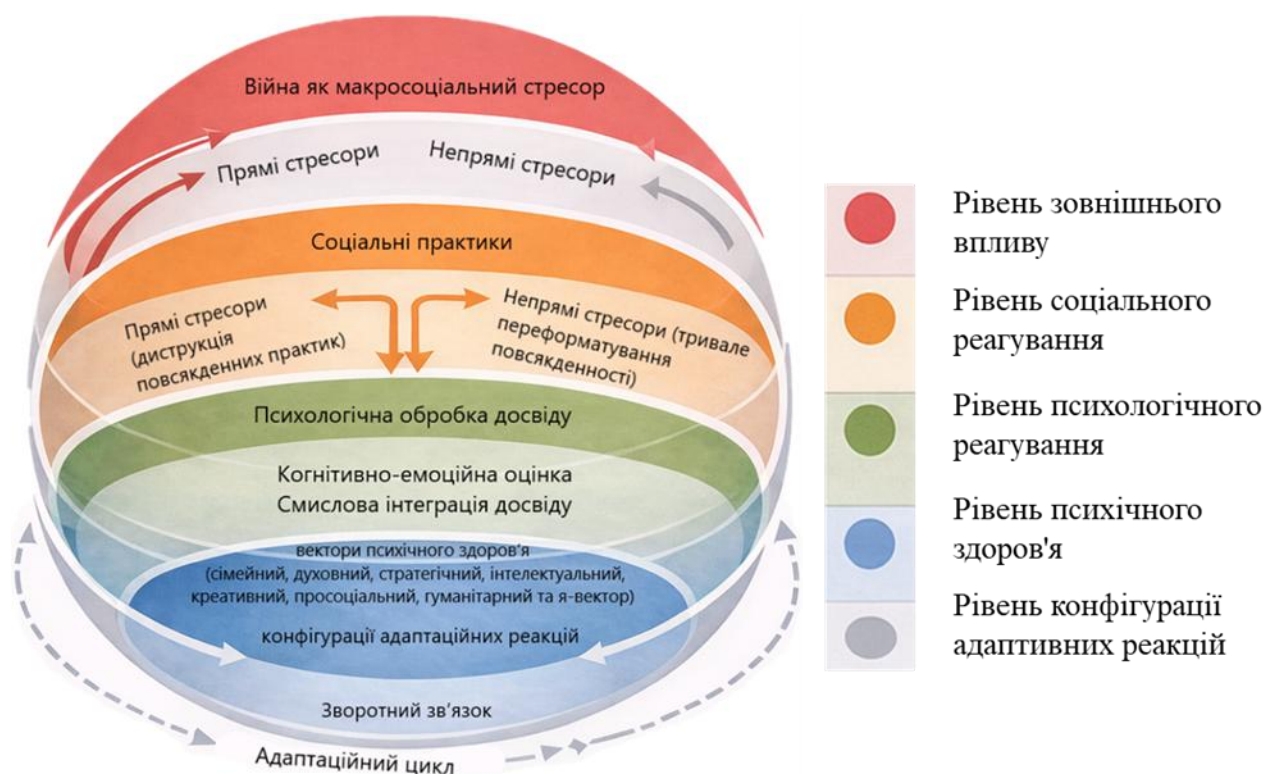 Війна як макросоціальний стресор
Прямі стресори
Непрямі стресори
Соціальні практики
Прямі стресори
(диструкція
повсякденних практик)
Непрямі стресори (тривале
переформатування
повсякденності)
Психологічна обробка досвіду
Когнітивно-емоційна оцінка
Смислова інтеграція досвіду
вектори психічного здоров'я
(сімейний, духовний, стратегічний, інтелектуальний,
креативний, просоціальний, гуманітарний та я-вектор)
конфігурації адаптаційних реакцій
Зворотний зв'язок
Адаптаційний цикл
Рівень зовнішнього
впливу
Рівень соціального
реагування
Рівень психологічного
реагування
Рівень психічного
здоров'я
Рівень конфігурації
адаптивних реакцій